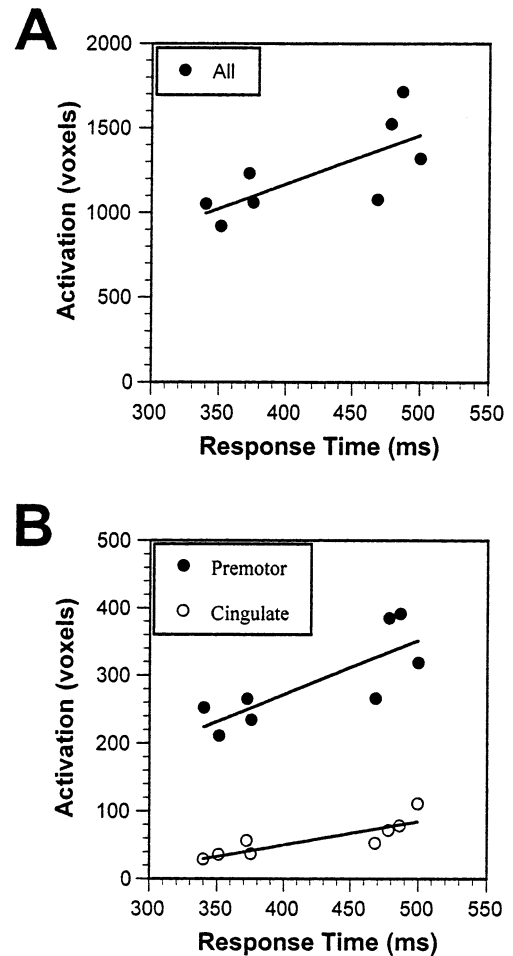 A
2000
All
1500
1000
500
0
Activation (voxels)
300 350 400 450 500 550
Response Time (ms)
B
500
Premotor
Cingulate
400
300
200
100
0
Activation (voxels)
300 350 400 450 500 550
Response Time (ms)